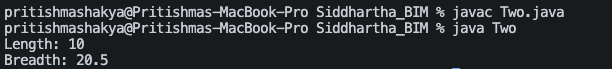 pritishmashakya@Pritishmas-MacBook-Pro Siddhartha_BIM % javac Two.java
pritishmashakya@Pritishmas-MacBook-Pro Siddhartha_BIM % java Two
Length: 10
Breadth: 20.5